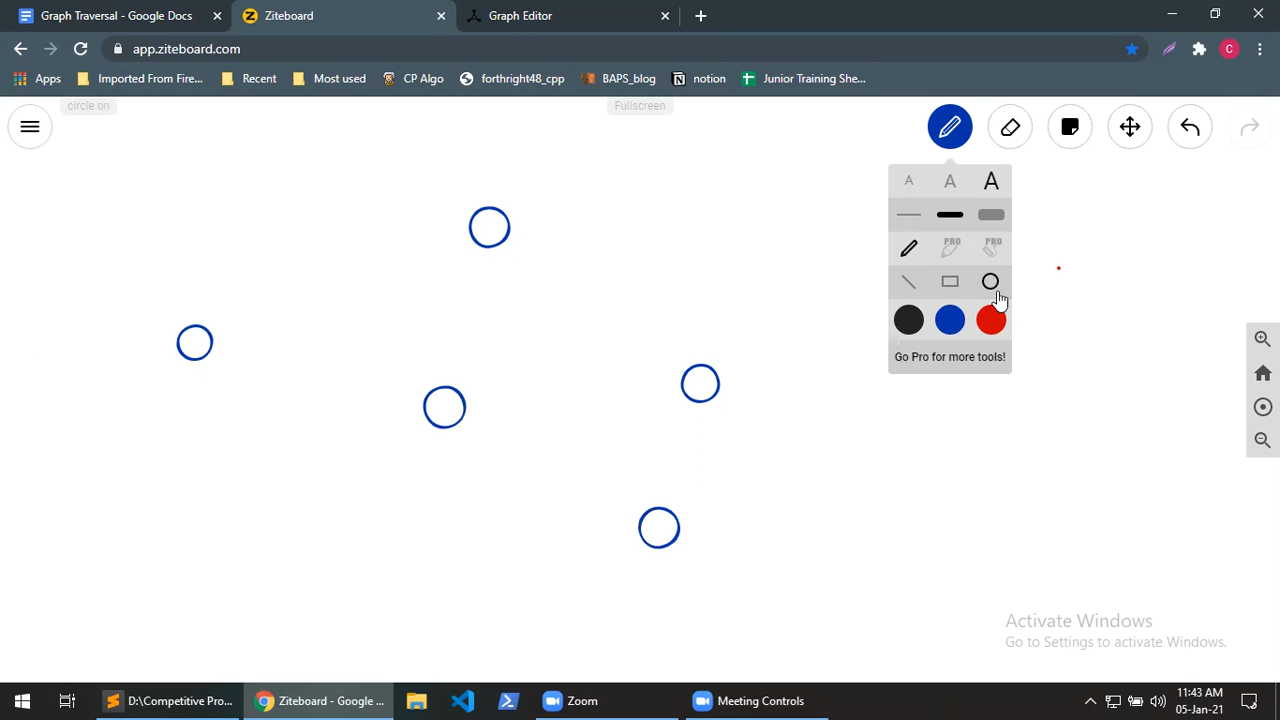 Graph Traversal - Google Docs
Ziteboard
Graph Editor
app.ziteboard.com
C
Apps
Imported From Fire...
Recent
Most used
CP Algo
forthright48_cpp
BAPS_blog
notion
Junior Training She...
circle on
Fullscreen
A A A
PRO PRO
Go Pro for more tools!
Activate Windows
Go to Settings to activate Windows.
D:\Competitive Pro...
Ziteboard - Google ...
Zoom
Meeting Controls
11:43 AM
05-Jan-21